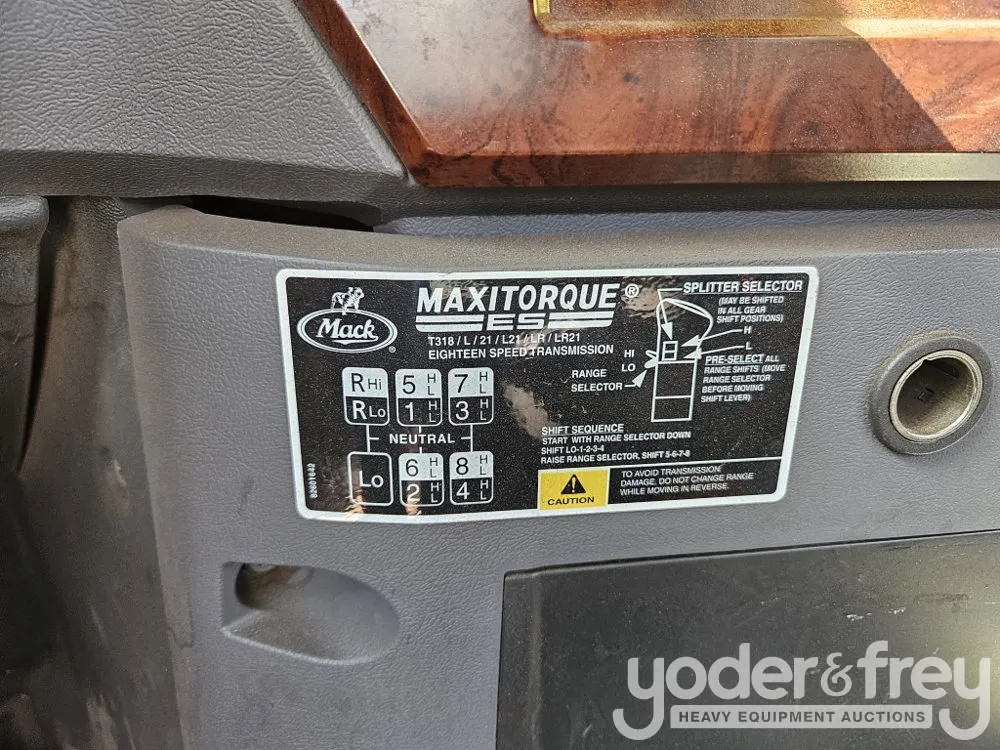 Mack ®
MAXITORQUE®
ES
T318 / L / 21 / L21 / LR / LR21
EIGHTEEN SPEED TRANSMISSION
R Hi 5 H L 7 H L
R Lo 1 H L 3 H L
NEUTRAL
Lo 6 H L 8 H L
2 H L 4 H L
SPLITTER SELECTOR
(MAY BE SHIFTED
IN ALL GEAR
SHIFT POSITIONS)
H
L
HI
LO
RANGE
SELECTOR
PRE-SELECT ALL
RANGE SHIFTS (MOVE
RANGE SELECTOR
BEFORE MOVING
SHIFT LEVER)
SHIFT SEQUENCE
START WITH RANGE SELECTOR DOWN
SHIFT LO-1-2-3-4
RAISE RANGE SELECTOR, SHIFT 5-6-7-8
CAUTION
TO AVOID TRANSMISSION
DAMAGE, DO NOT CHANGE RANGE
WHILE MOVING IN REVERSE.
yoder&frey
HEAVY EQUIPMENT AUCTIONS